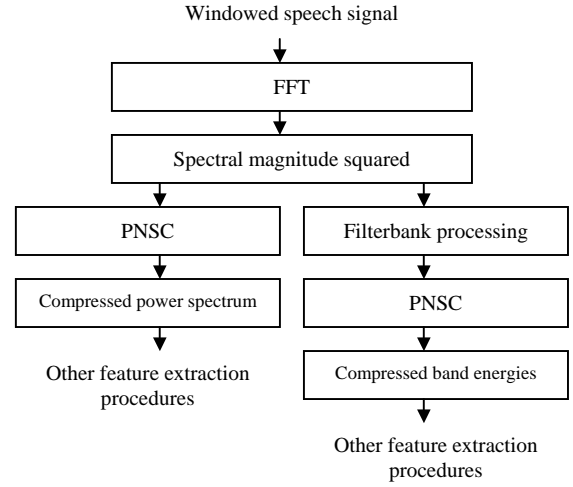 Windowed speech signal
FFT
Spectral magnitude squared
PNSC
Filterbank processing
Compressed power spectrum
PNSC
Other feature extraction
procedures
Compressed band energies
Other feature extraction
procedures